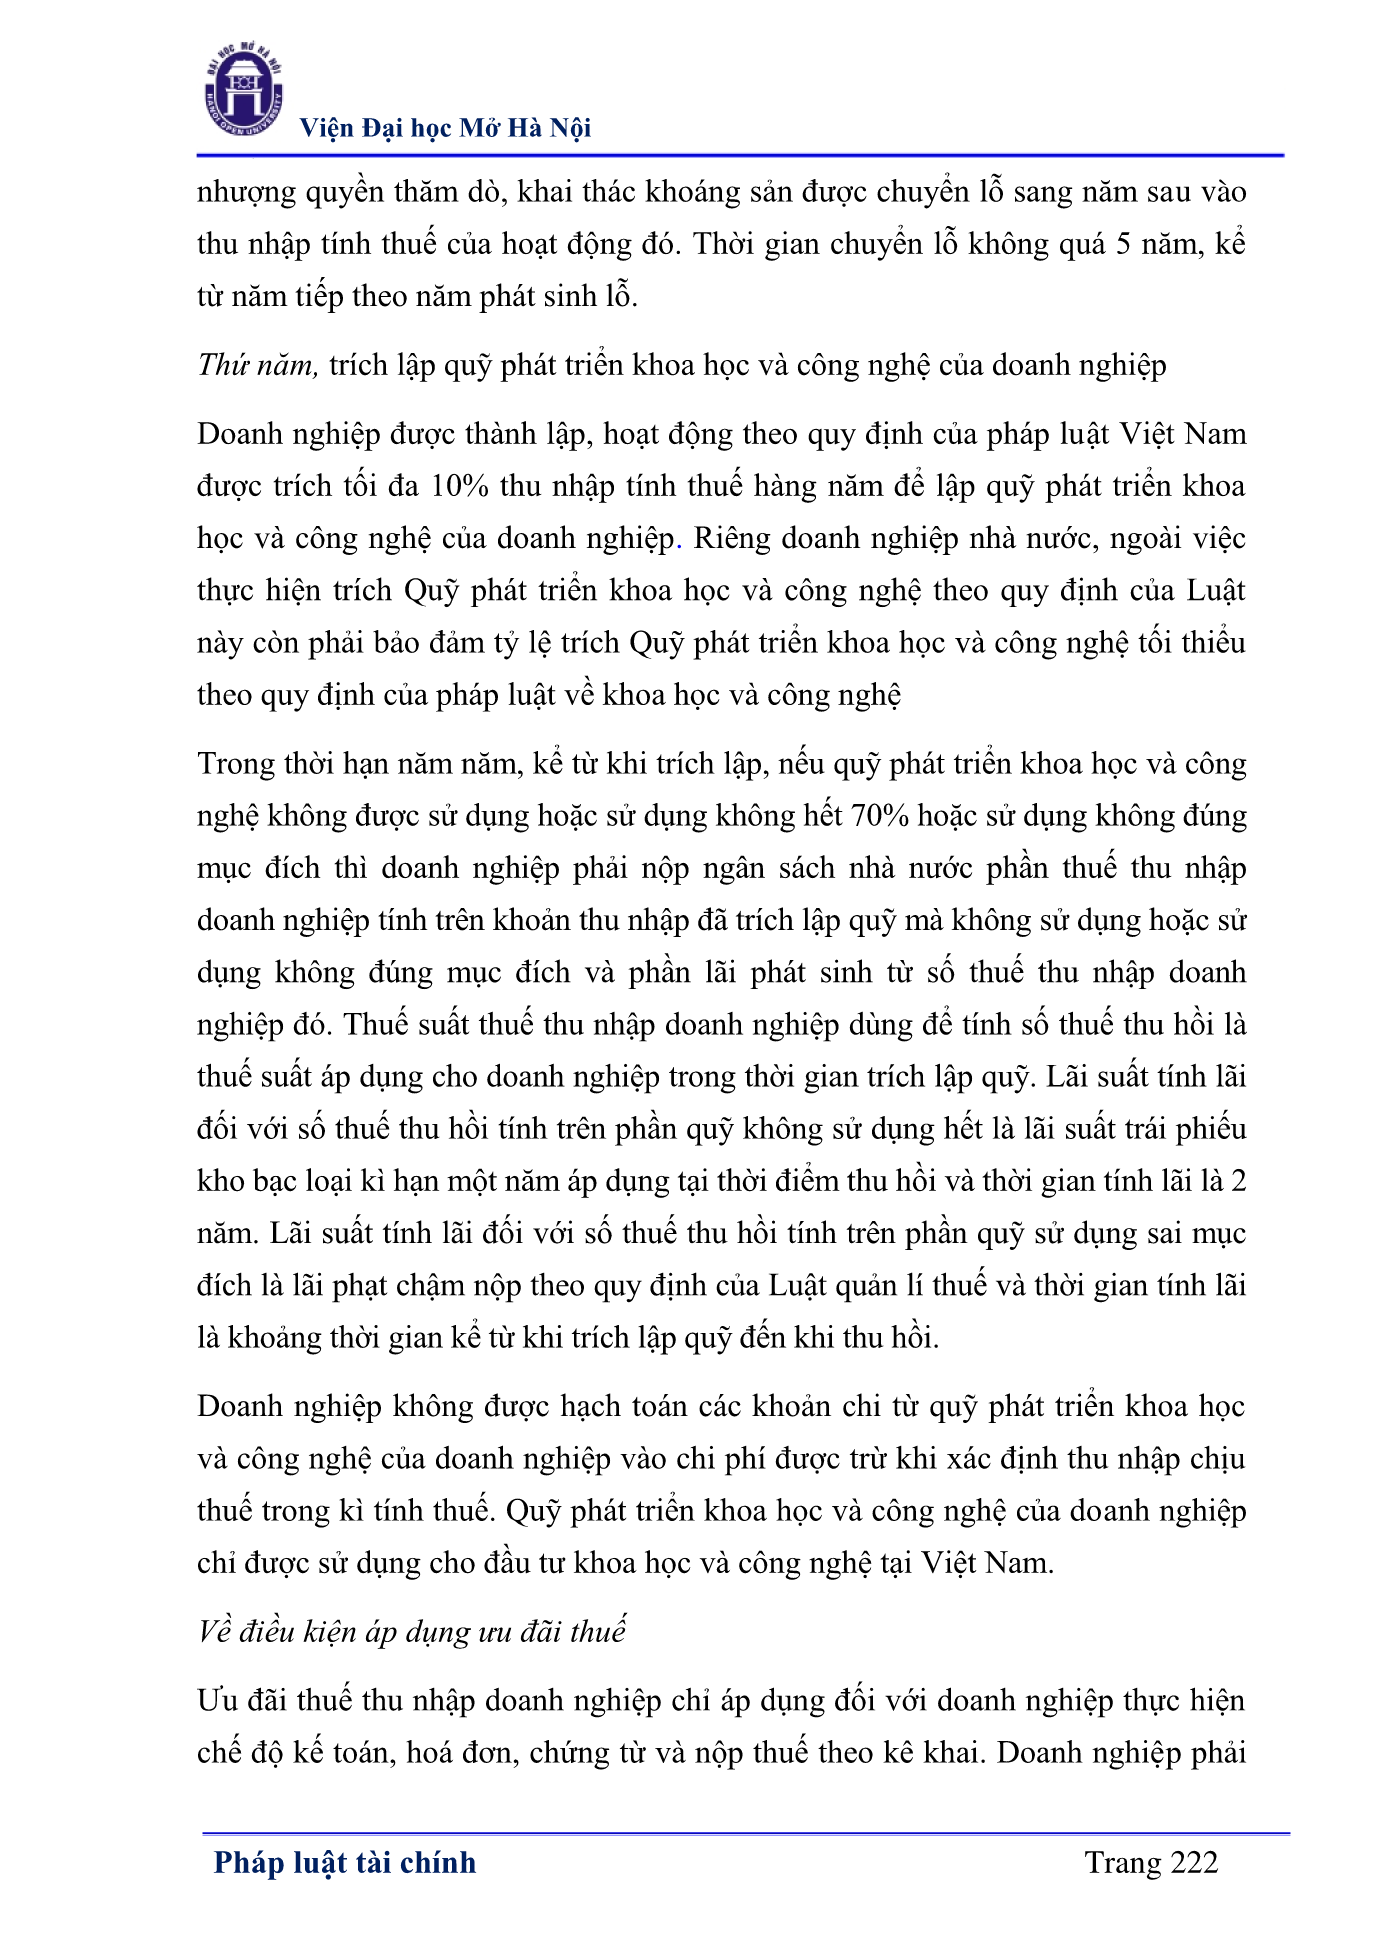 ĐẠI HỌC MỞ HÀ NỘI
HANOI OPEN UNIVERSITY
Viện Đại học Mở Hà Nội
nhượng quyền thăm dò, khai thác khoáng sản được chuyển lỗ sang năm sau vào
thu nhập tính thuế của hoạt động đó. Thời gian chuyển lỗ không quá 5 năm, kể
từ năm tiếp theo năm phát sinh lỗ.
Thứ năm, trích lập quỹ phát triển khoa học và công nghệ của doanh nghiệp
Doanh nghiệp được thành lập, hoạt động theo quy định của pháp luật Việt Nam
được trích tối đa 10% thu nhập tính thuế hàng năm để lập quỹ phát triển khoa
học và công nghệ của doanh nghiệp. Riêng doanh nghiệp nhà nước, ngoài việc
thực hiện trích Quỹ phát triển khoa học và công nghệ theo quy định của Luật
này còn phải bảo đảm tỷ lệ trích Quỹ phát triển khoa học và công nghệ tối thiểu
theo quy định của pháp luật về khoa học và công nghệ
Trong thời hạn năm năm, kể từ khi trích lập, nếu quỹ phát triển khoa học và công
nghệ không được sử dụng hoặc sử dụng không hết 70% hoặc sử dụng không đúng
mục đích thì doanh nghiệp phải nộp ngân sách nhà nước phần thuế thu nhập
doanh nghiệp tính trên khoản thu nhập đã trích lập quỹ mà không sử dụng hoặc sử
dụng không đúng mục đích và phần lãi phát sinh từ số thuế thu nhập doanh
nghiệp đó. Thuế suất thuế thu nhập doanh nghiệp dùng để tính số thuế thu hồi là
thuế suất áp dụng cho doanh nghiệp trong thời gian trích lập quỹ. Lãi suất tính lãi
đối với số thuế thu hồi tính trên phần quỹ không sử dụng hết là lãi suất trái phiếu
kho bạc loại kì hạn một năm áp dụng tại thời điểm thu hồi và thời gian tính lãi là 2
năm. Lãi suất tính lãi đối với số thuế thu hồi tính trên phần quỹ sử dụng sai mục
đích là lãi phạt chậm nộp theo quy định của Luật quản lí thuế và thời gian tính lãi
là khoảng thời gian kể từ khi trích lập quỹ đến khi thu hồi.
Doanh nghiệp không được hạch toán các khoản chi từ quỹ phát triển khoa học
và công nghệ của doanh nghiệp vào chi phí được trừ khi xác định thu nhập chịu
thuế trong kì tính thuế. Quỹ phát triển khoa học và công nghệ của doanh nghiệp
chỉ được sử dụng cho đầu tư khoa học và công nghệ tại Việt Nam.
Về điều kiện áp dụng ưu đãi thuế
Ưu đãi thuế thu nhập doanh nghiệp chỉ áp dụng đối với doanh nghiệp thực hiện
chế độ kế toán, hoá đơn, chứng từ và nộp thuế theo kê khai. Doanh nghiệp phải
Pháp luật tài chính
Trang 222